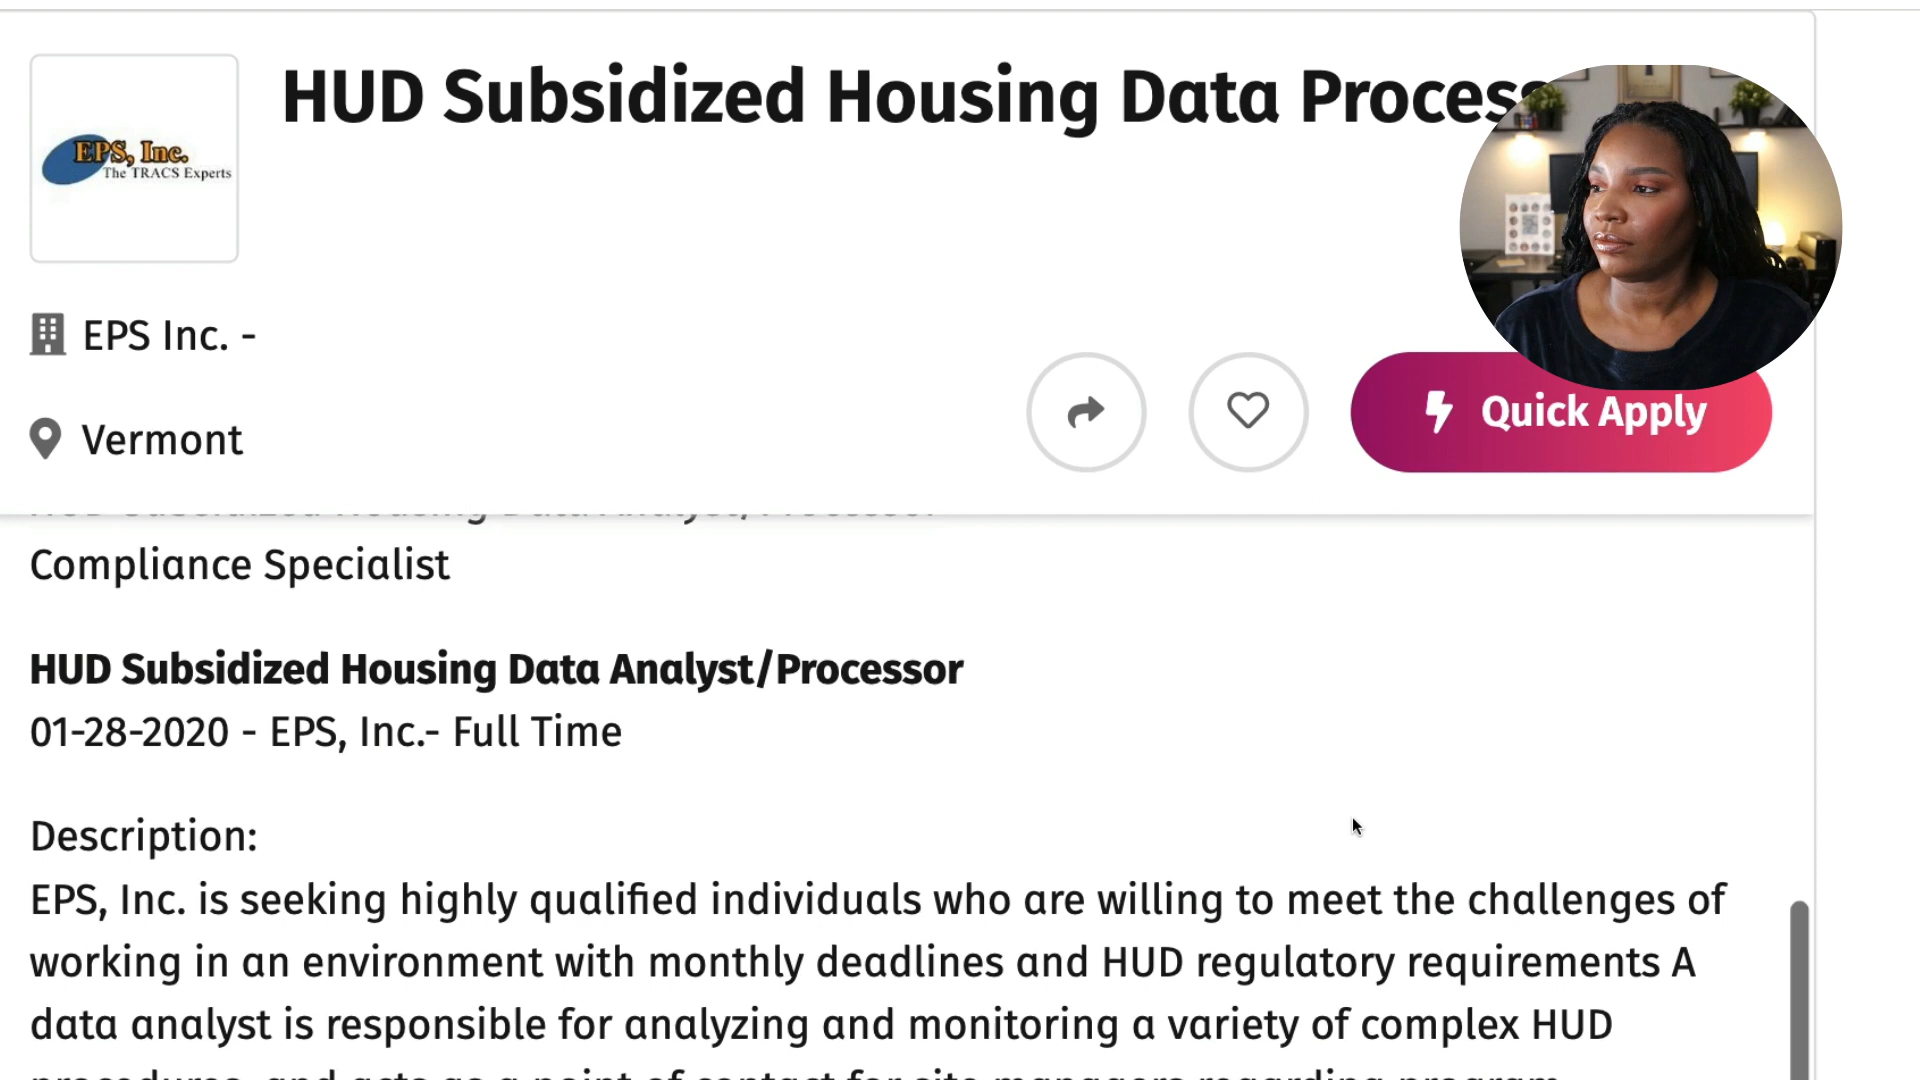 HUD Subsidized Housing Data
EPS, Inc.
The TRACS Experts
EPS Inc. -
Vermont
Quick Apply
Compliance Specialist
HUD Subsidized Housing Data Analyst/Processor
01-28-2020 - EPS, Inc.- Full Time
Description:
EPS, Inc. is seeking highly qualified individuals who are willing to meet the challenges of
working in an environment with monthly deadlines and HUD regulatory requirements A
data analyst is responsible for analyzing and monitoring a variety of complex HUD